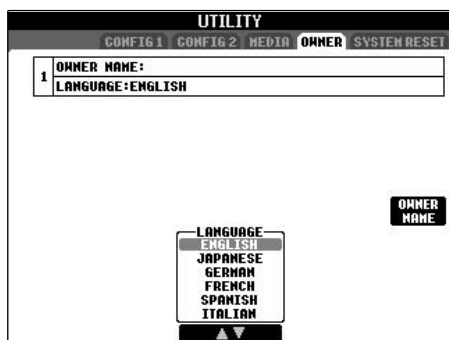 UTILITY
CONFIG 1 CONFIG 2 MEDIA OWNER SYSTEM RESET
1
OWNER NAME:
LANGUAGE:ENGLISH
OWNER
NAME
LANGUAGE
ENGLISH
JAPANESE
GERMAN
FRENCH
SPANISH
ITALIAN